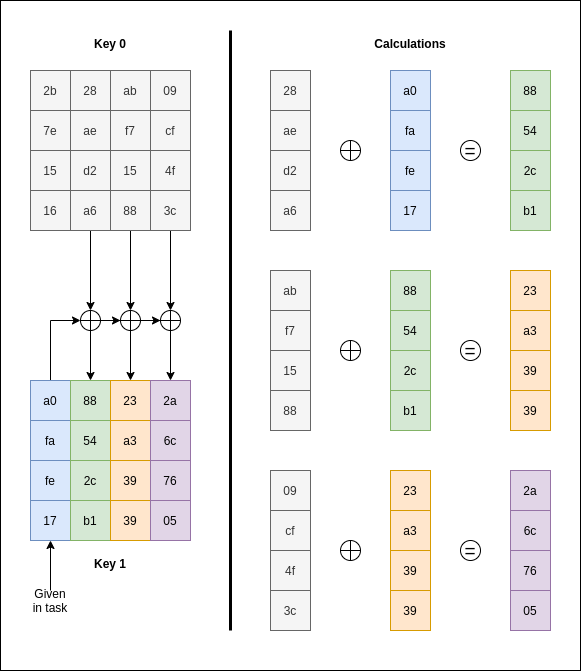 Key 0
2b 28 ab 09
7e ae f7 cf
15 d2 15 4f
16 a6 88 3c
a0 88 23 2a
fa 54 a3 6c
fe 2c 39 76
17 b1 39 05
Key 1
Given
in task
Calculations
28 a0 88
ae fa 54
d2 fe 2c
a6 17 b1
ab 88 23
f7 54 a3
15 2c 39
88 b1 39
09 23 2a
cf a3 6c
4f 39 76
3c 39 05